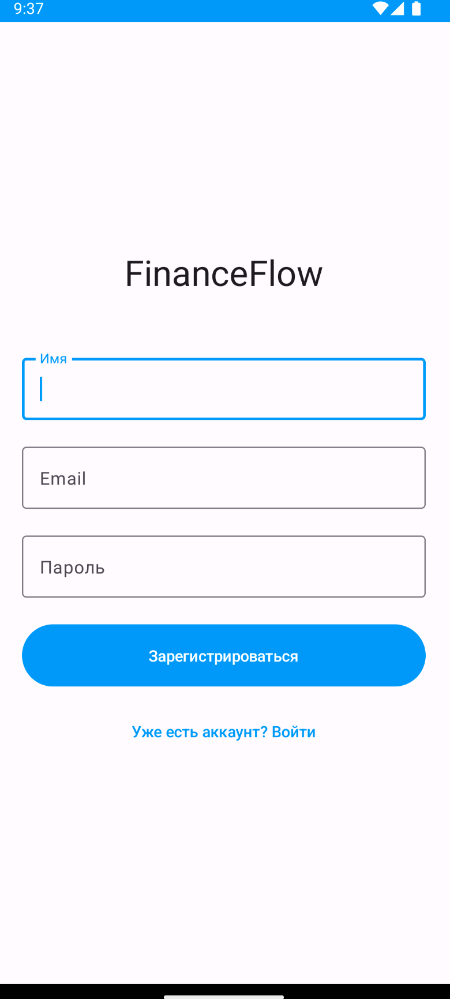 9:37
FinanceFlow
Имя
Email
Пароль
Зарегистрироваться
Уже есть аккаунт? Войти